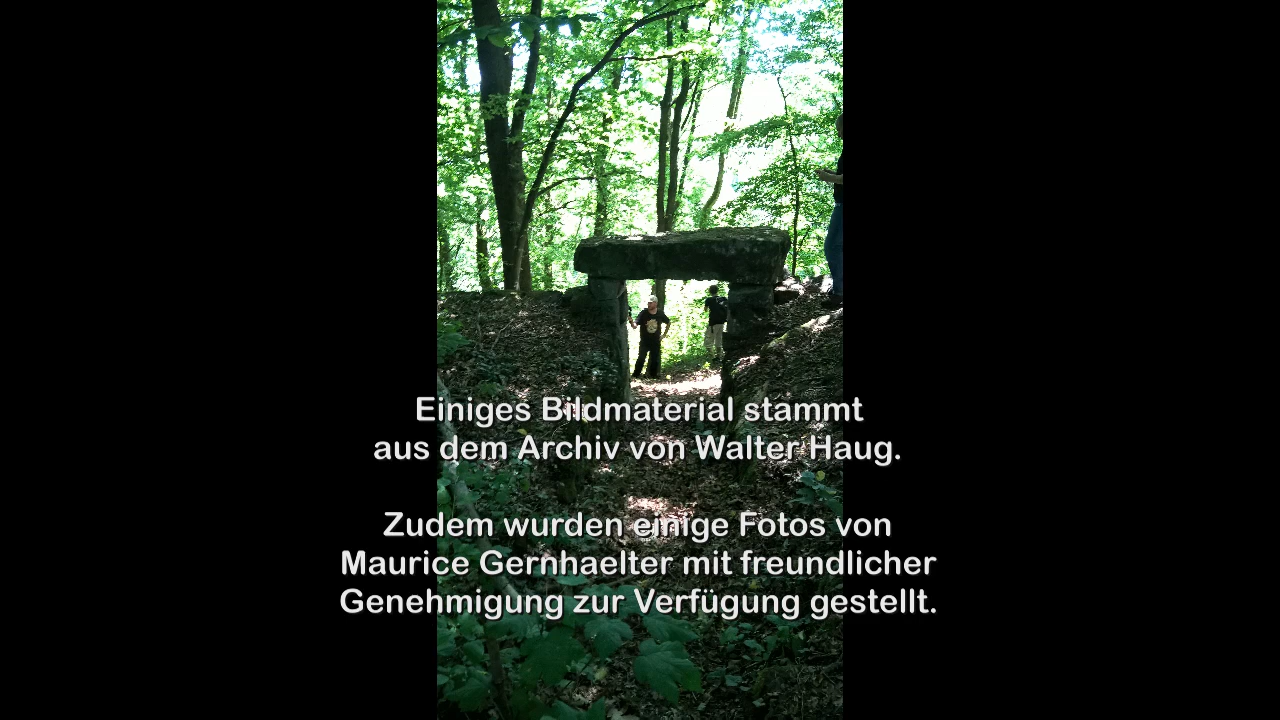 Einiges Bildmaterial stammt
aus dem Archiv von Walter Haug.
Zudem wurden einige Fotos von
Maurice Gernhaelter mit freundlicher
Genehmigung zur Verfügung gestellt.